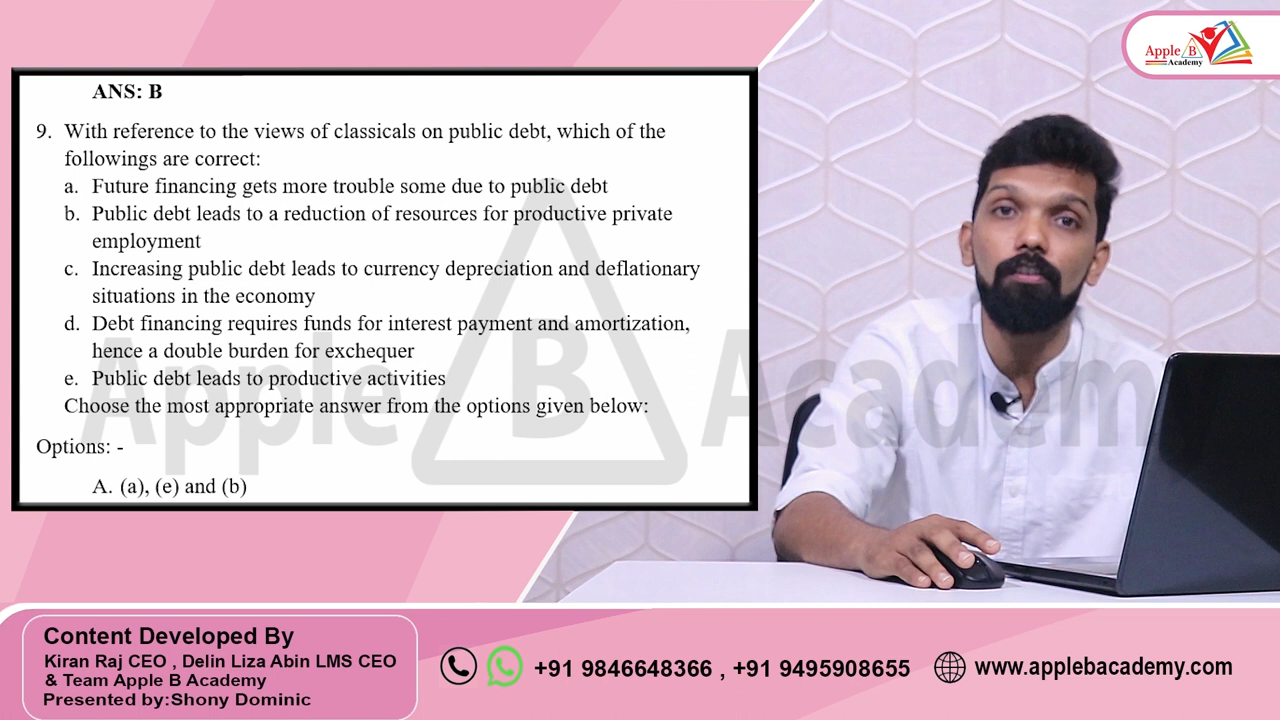 Apple B
Academy
ANS: B
9. With reference to the views of classicals on public debt, which of the
followings are correct:
a. Future financing gets more trouble some due to public debt
b. Public debt leads to a reduction of resources for productive private
employment
c. Increasing public debt leads to currency depreciation and deflationary
situations in the economy
d. Debt financing requires funds for interest payment and amortization,
hence a double burden for exchequer
e. Public debt leads to productive activities
Choose the most appropriate answer from the options given below:
Options: -
A. (a), (e) and (b)
Apple B Academy
Content Developed By
Kiran Raj CEO , Delin Liza Abin LMS CEO
& Team Apple B Academy
Presented by:Shony Dominic
+91 9846648366 , +91 9495908655
www.applebacademy.com